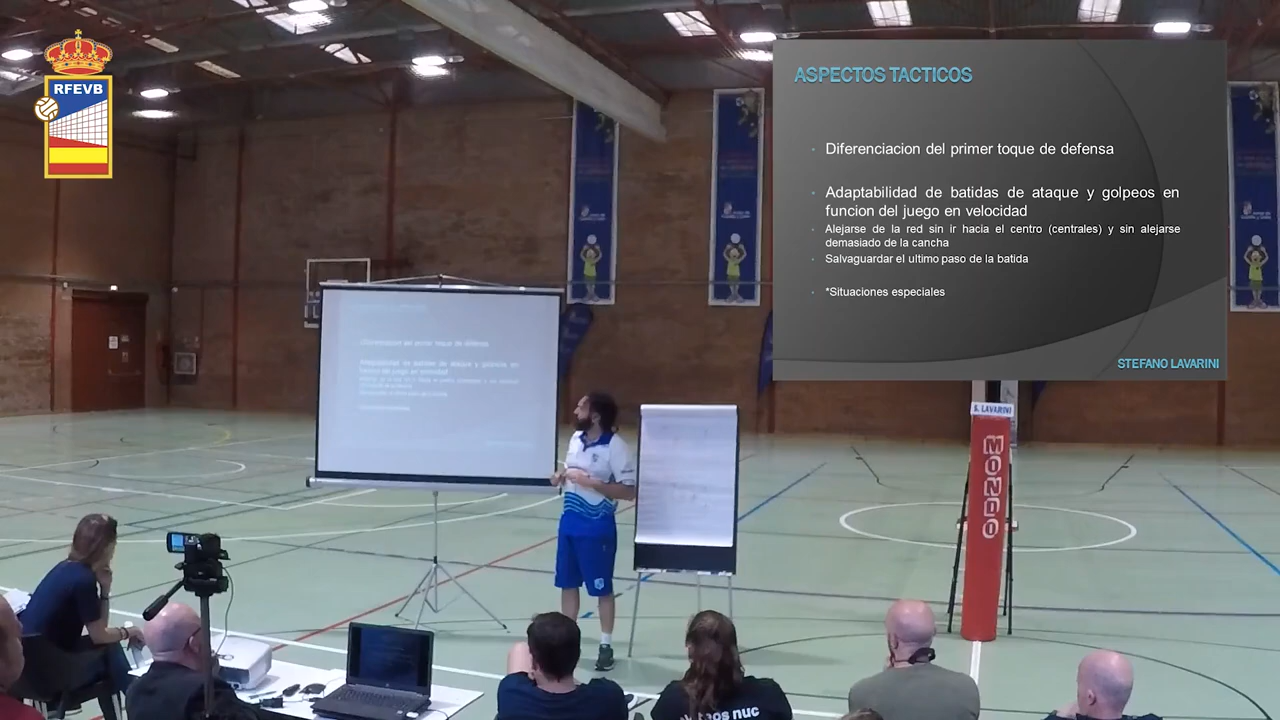 RFEVB
ASPECTOS TACTICOS
Diferenciacion del primer toque de defensa
Adaptabilidad de batidas de ataque y golpeos en
funcion del juego en velocidad
Alejarse de la red sin ir hacia el centro (centrales) y sin alejarse
demasiado de la cancha
Salvaguardar el ultimo paso de la batida
*Situaciones especiales
STEFANO LAVARINI
S. LAVARINI
MONDO
nuc